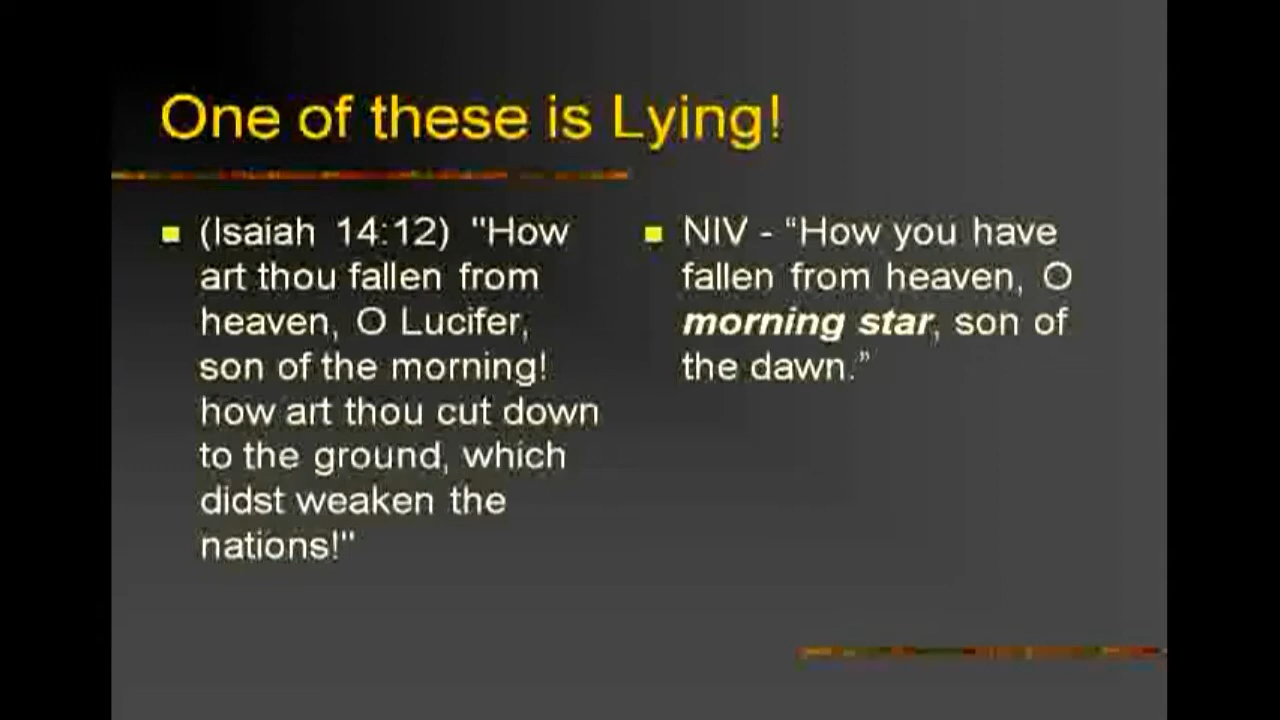 One of these is Lying!
(Isaiah 14:12) "How
art thou fallen from
heaven, O Lucifer,
son of the morning!
how art thou cut down
to the ground, which
didst weaken the
nations!"
NIV - “How you have
fallen from heaven, O
morning star, son of
the dawn.”